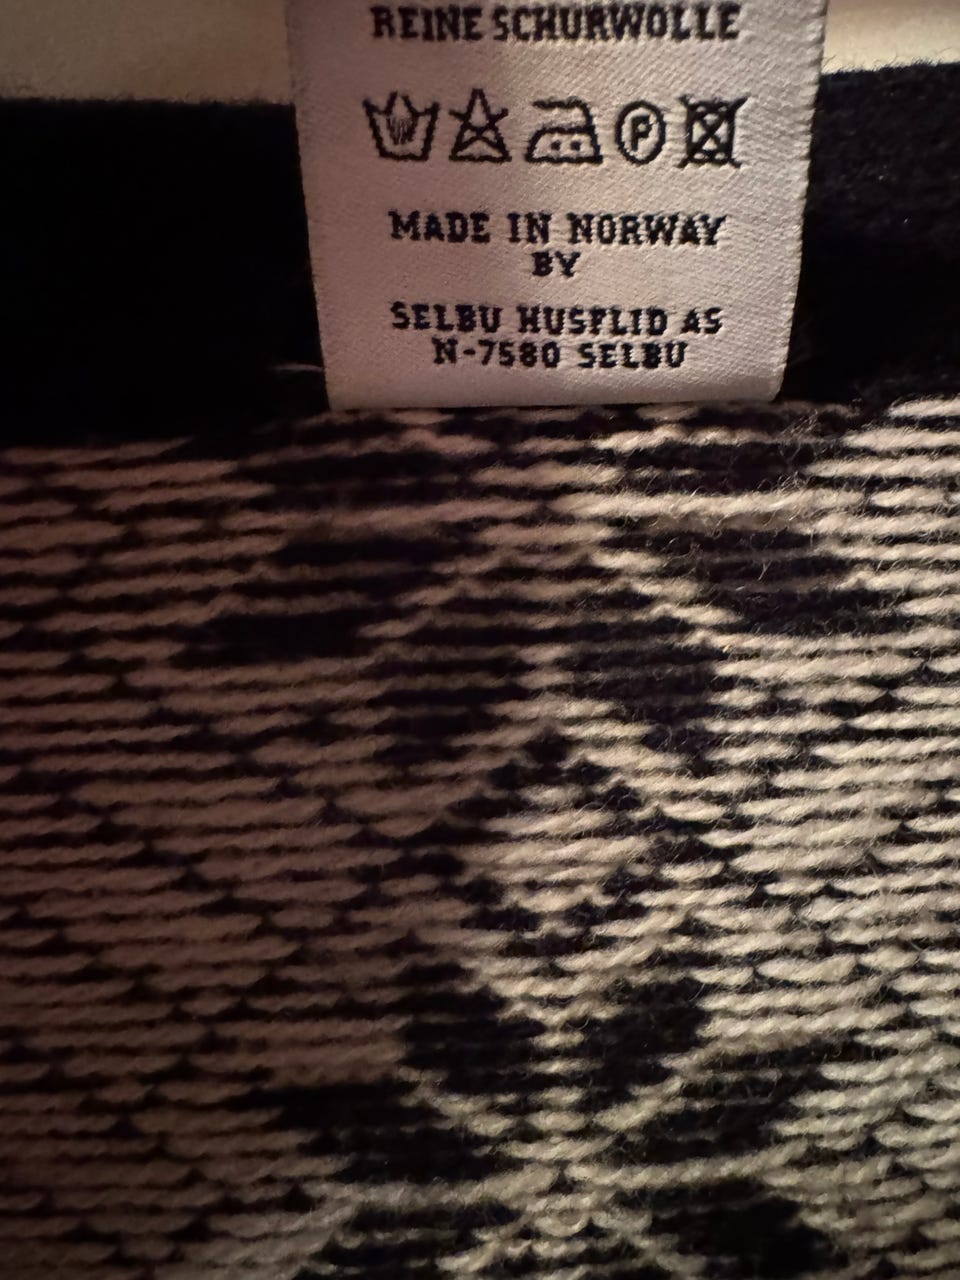 REINE SCHURWOLLE
P
MADE IN NORWAY
BY
SELBU HUSFLID AS
N-7580 SELBU